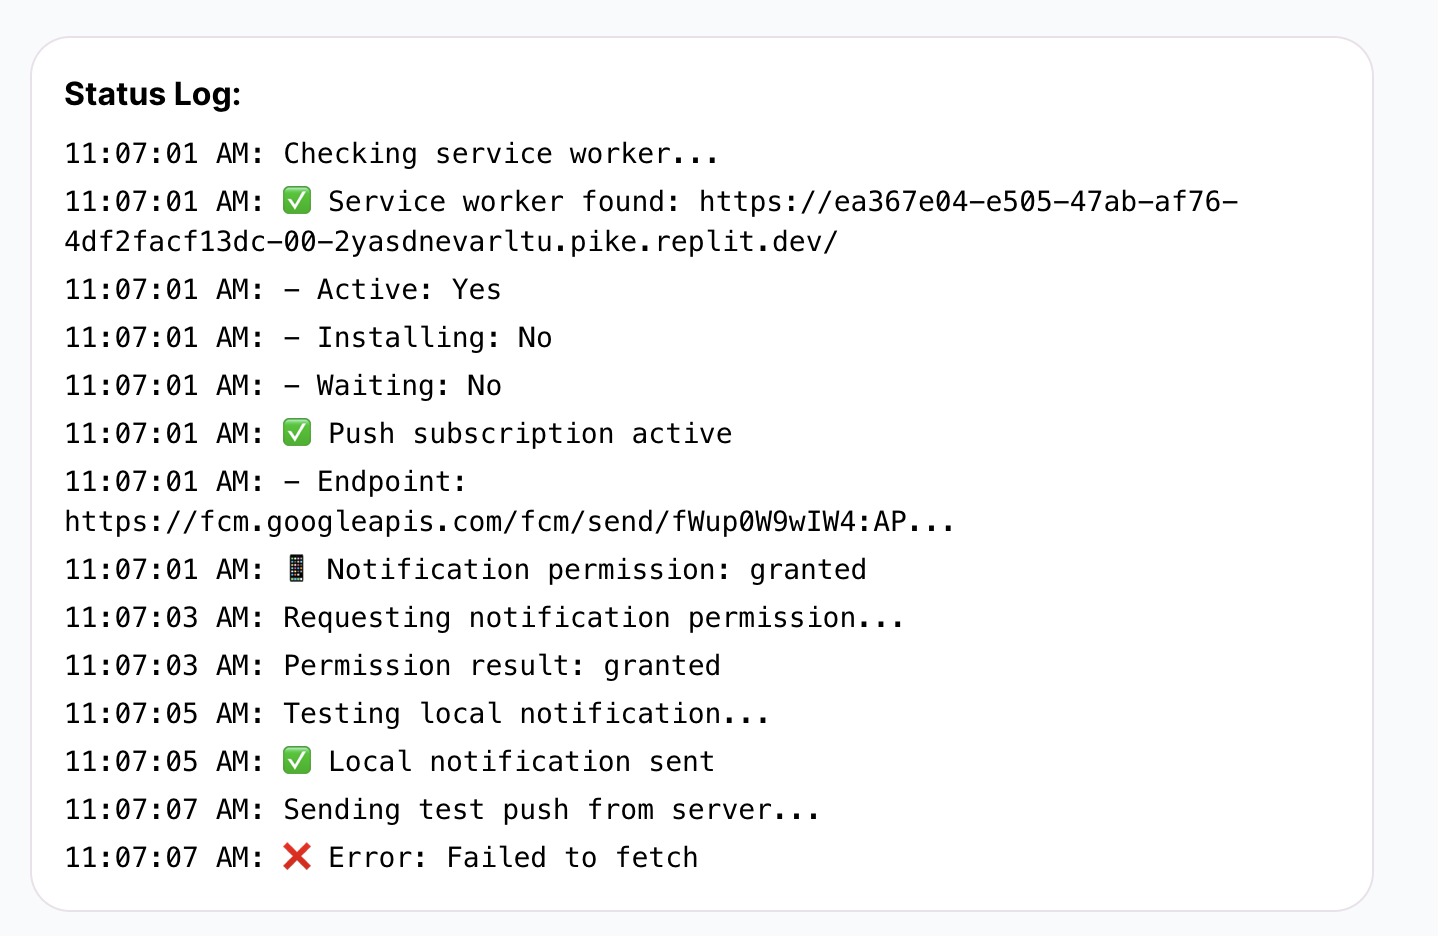 Status Log:
11:07:01 AM: Checking service worker...
11:07:01 AM: ✅ Service worker found: https://ea367e04-e505-47ab-af76-
4df2facf13dc-00-2yasdnevarltu.pike.replit.dev/
11:07:01 AM: – Active: Yes
11:07:01 AM: – Installing: No
11:07:01 AM: – Waiting: No
11:07:01 AM: ✅ Push subscription active
11:07:01 AM: – Endpoint:
https://fcm.googleapis.com/fcm/send/fWup0W9wIW4:AP...
11:07:01 AM: 📱 Notification permission: granted
11:07:03 AM: Requesting notification permission...
11:07:03 AM: Permission result: granted
11:07:05 AM: Testing local notification...
11:07:05 AM: ✅ Local notification sent
11:07:07 AM: Sending test push from server...
11:07:07 AM: ❌ Error: Failed to fetch